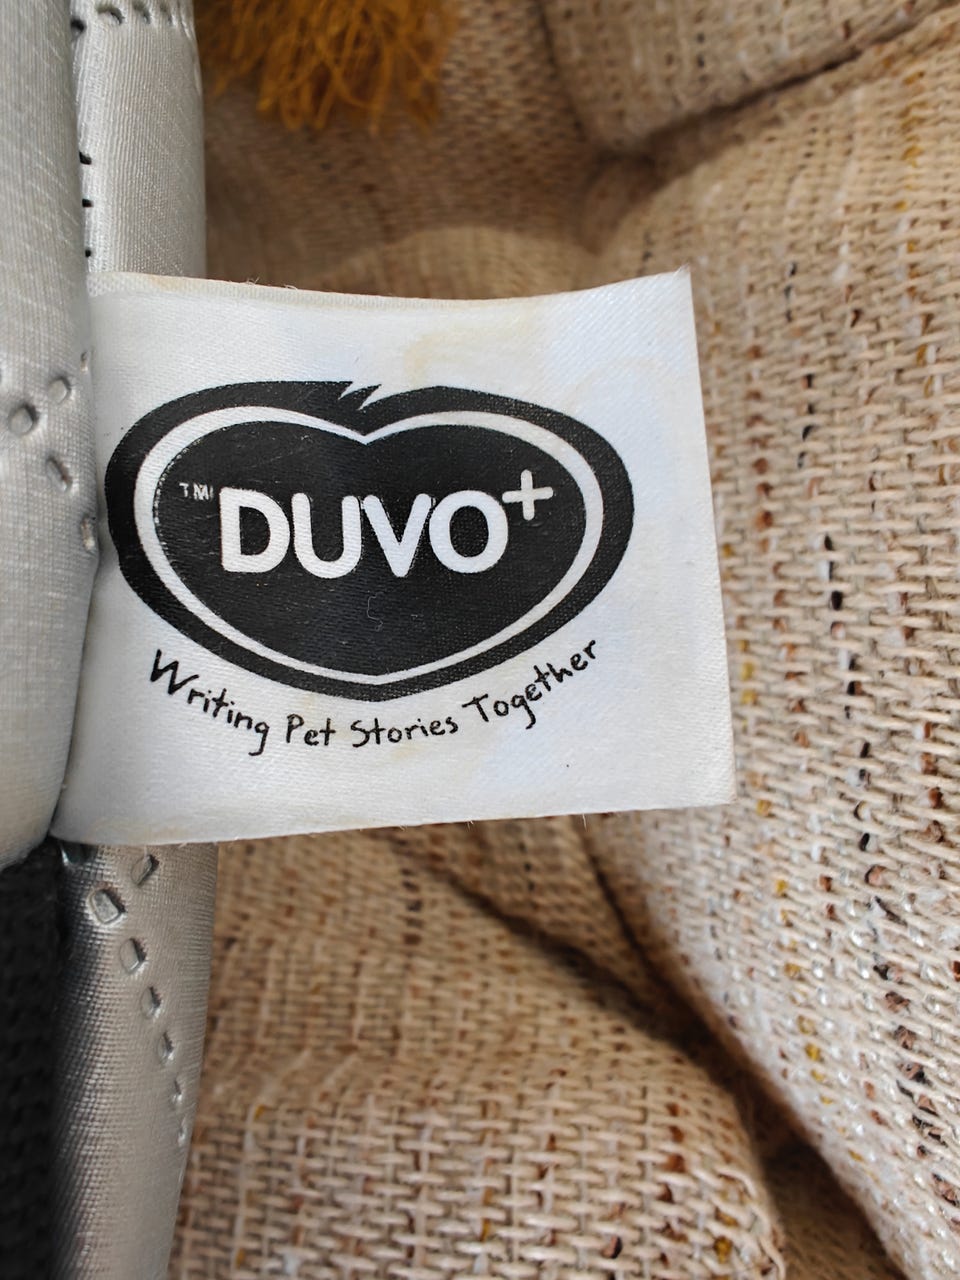 ™ DUVO+
Writing Pet Stories Together